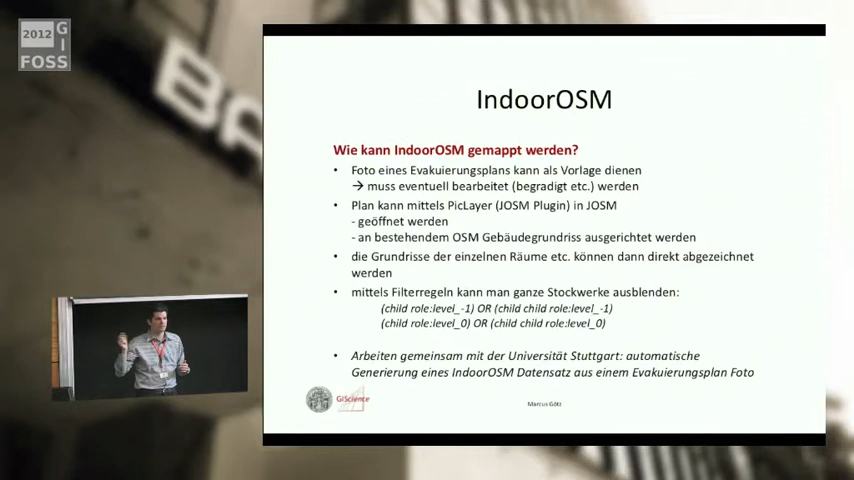 2012
GI
FOSS
BA
IndoorOSM
Wie kann IndoorOSM gemappt werden?
• Foto eines Evakuierungsplans kann als Vorlage dienen
→ muss eventuell bearbeitet (begradigt etc.) werden
• Plan kann mittels PicLayer (JOSM Plugin) in JOSM
- geöffnet werden
- an bestehendem OSM Gebäudegrundriss ausgerichtet werden
• die Grundrisse der einzelnen Räume etc. können dann direkt abgezeichnet
werden
• mittels Filterregeln kann man ganze Stockwerke ausblenden:
(child role:level_-1) OR (child child role:level_-1)
(child role:level_0) OR (child child role:level_0)
• Arbeiten gemeinsam mit der Universität Stuttgart: automatische
Generierung eines IndoorOSM Datensatz aus einem Evakuierungsplan Foto
GIScience
Marcus Götz